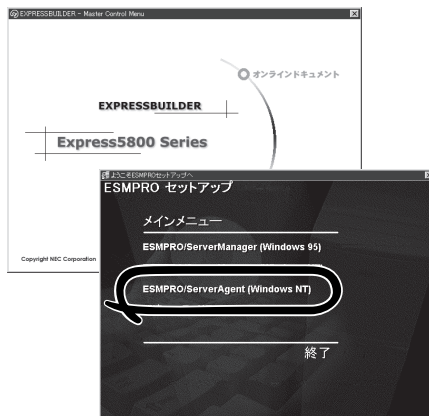 EXPRESSBUILDER - Master Control Menu
オンラインドキュメント
EXPRESSBUILDER
Express5800 Series
Copyright NEC Corporation
ようこそESMPROセットアップへ
ESMPRO セットアップ
メインメニュー
ESMPRO/ServerManager (Windows 95)
ESMPRO/ServerAgent (Windows NT)
終了